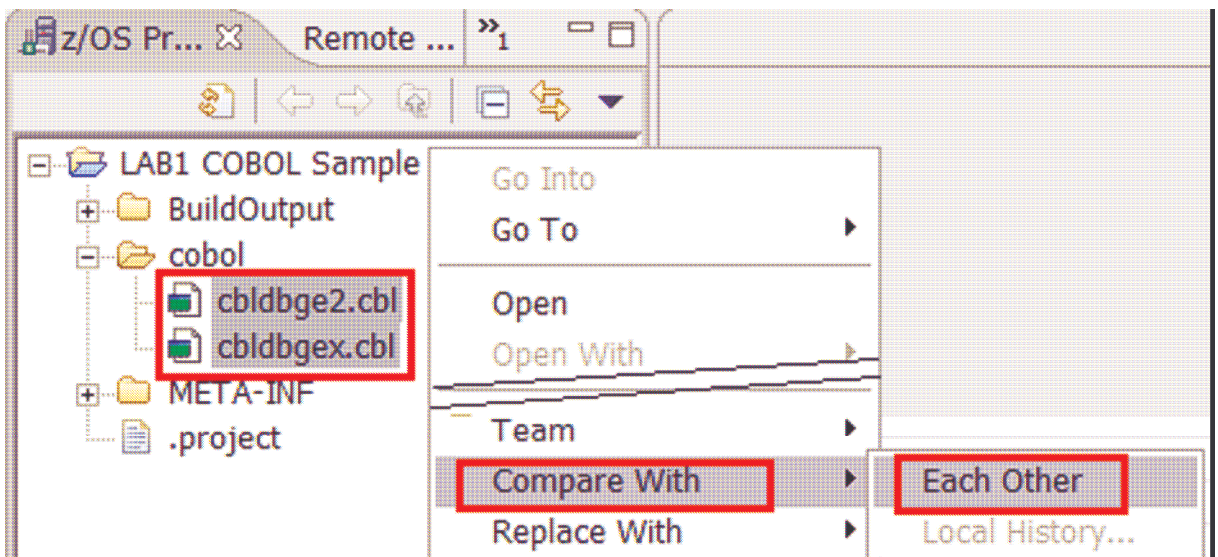 z/OS Pr... Remote ... »1
LAB1 COBOL Sample
BuildOutput
cobol
cbldbge2.cbl
cbldbgex.cbl
META-INF
.project
Go Into
Go To
Open
Open With
Team
Compare With
Replace With
Each Other
Local History...